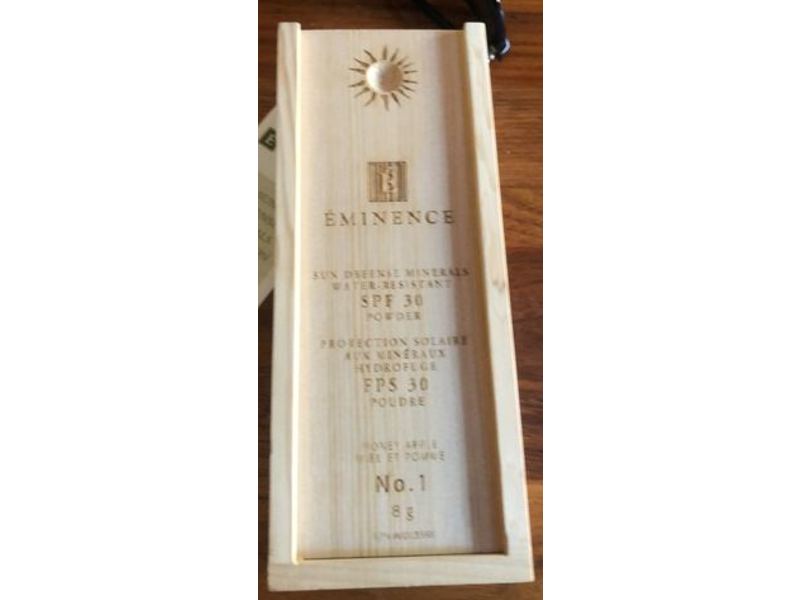 ÉMINENCE
SUN DEFENSE MINERALS
WATER-RESISTANT
SPF 30
POWDER
PROTECTION SOLAIRE
AUX MINÉRAUX
HYDROFUGE
FPS 30
POUDRE
HONEY APPLE
MIEL ET POMME
No.1
8 g